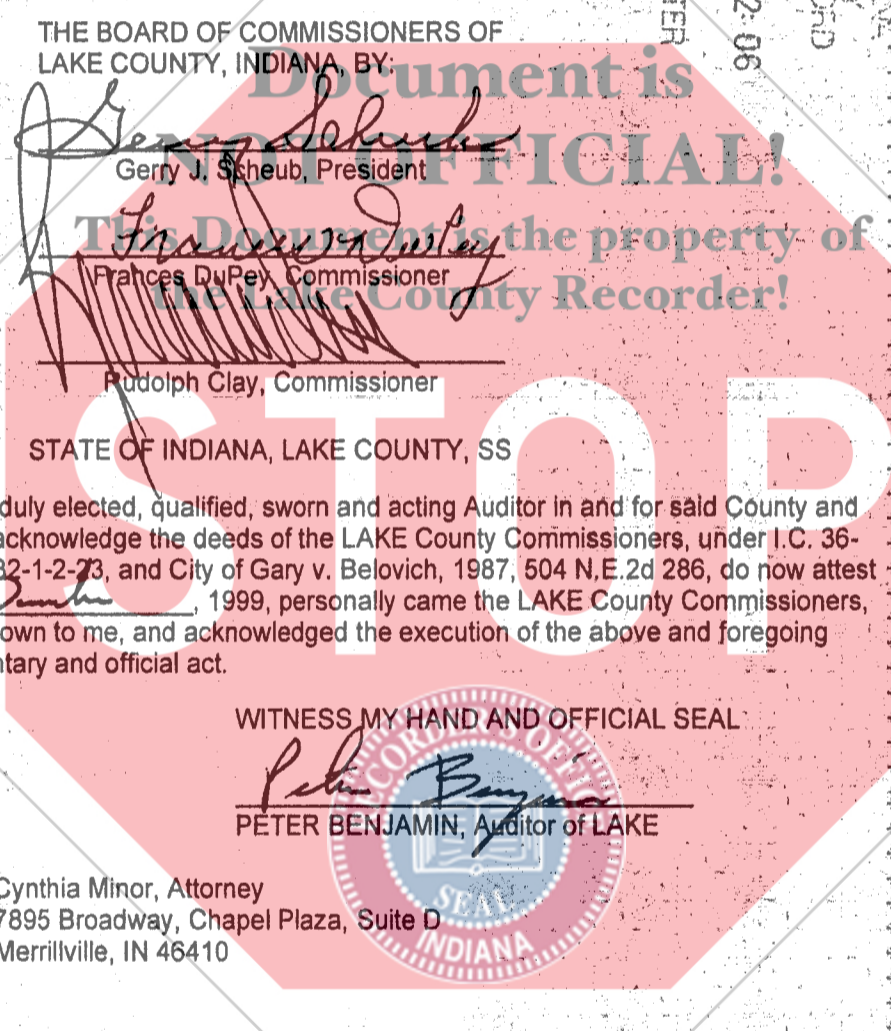 THE BOARD OF COMMISSIONERS OF
LAKE COUNTY, INDIANA, BY:
Document is
NOT OFFICIAL!
Gerry J. Scheub, President
This Document is the property of
the Lake County Recorder!
Frances DuPey
Frances DuPey, Commissioner
Rudolph Clay, Commissioner
STOP
STATE OF INDIANA, LAKE COUNTY, SS
duly elected, qualified, sworn and acting Auditor in and for said County and
acknowledge the deeds of the LAKE County Commissioners, under I.C. 36-
32-1-2-23, and City of Gary v. Belovich, 1987, 504 N.E.2d 286, do now attest
, 1999, personally came the LAKE County Commissioners,
own to me, and acknowledged the execution of the above and foregoing
tary and official act.
WITNESS MY HAND AND OFFICIAL SEAL
Peter Benjamin
PETER BENJAMIN, Auditor of LAKE
RECORDER'S OFFICE
SEAL
INDIANA
Cynthia Minor, Attorney
7895 Broadway, Chapel Plaza, Suite D
Merrillville, IN 46410